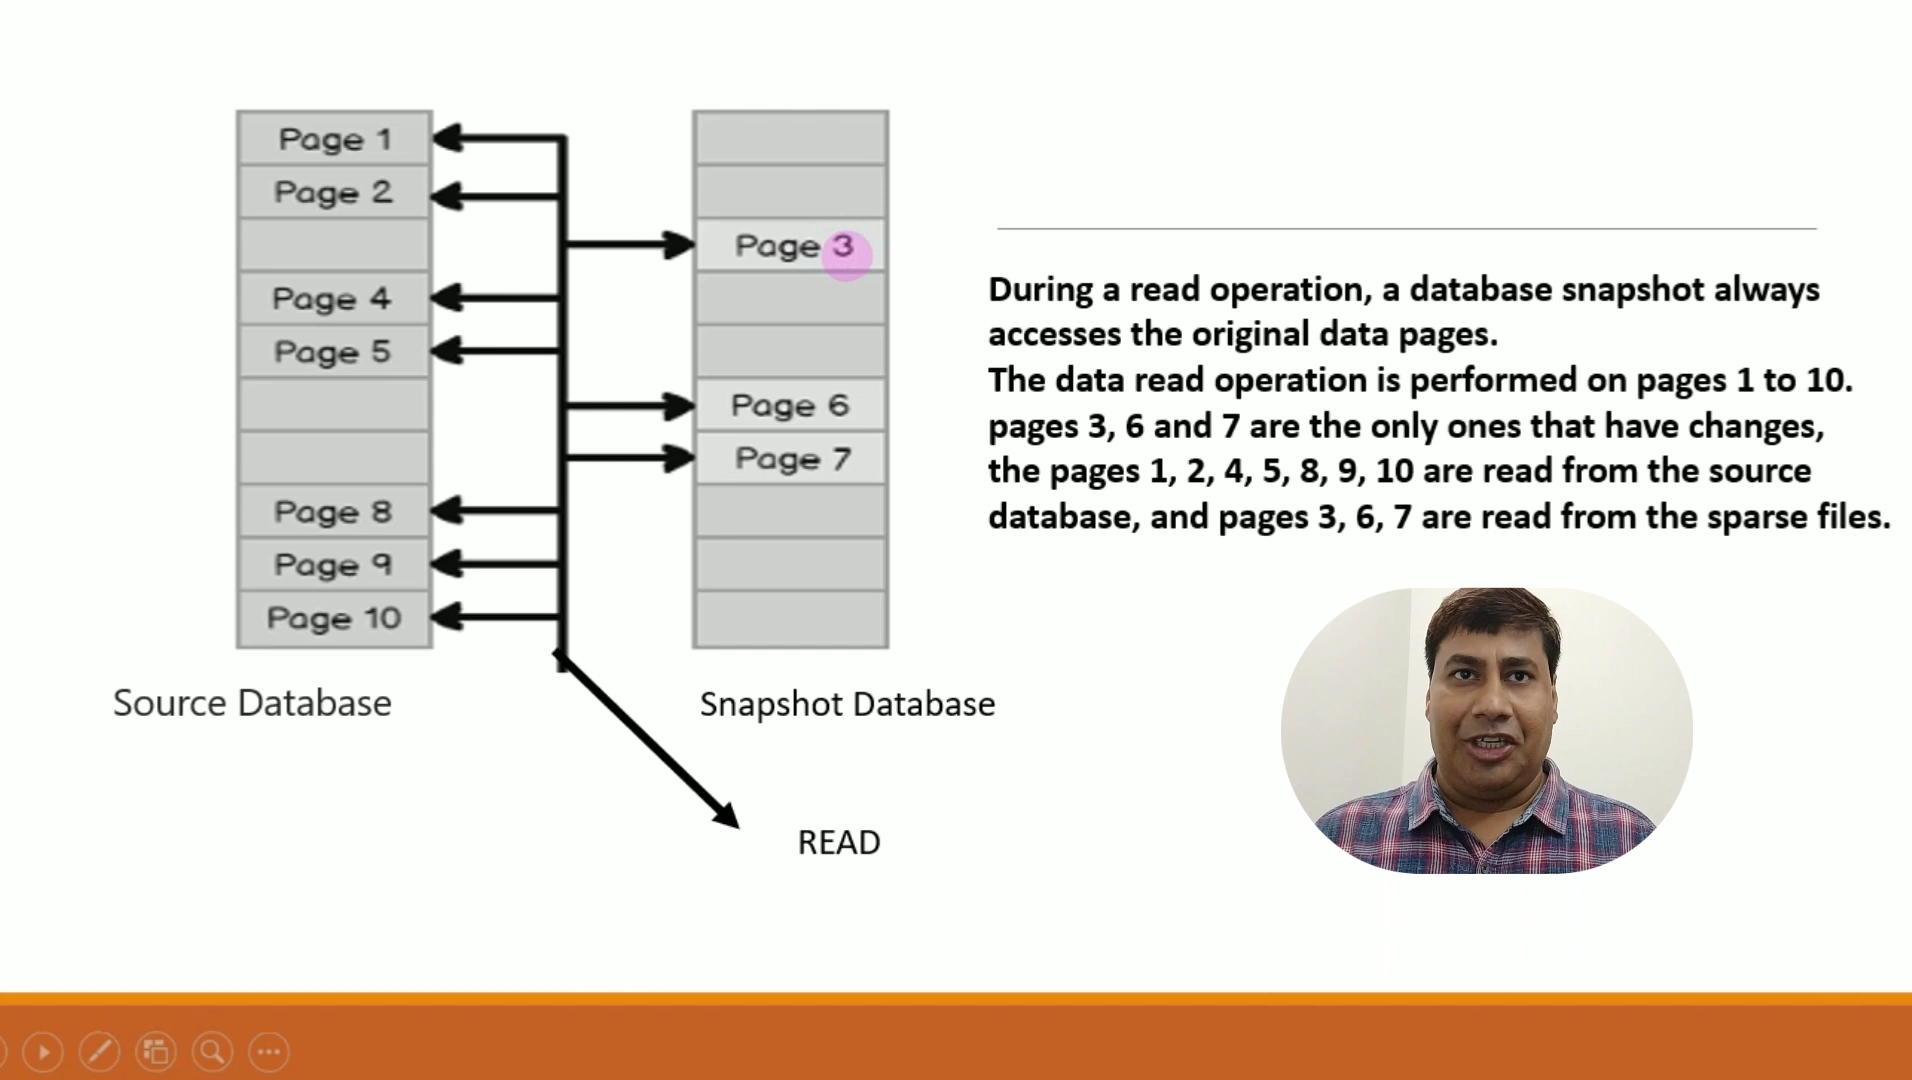 Page 1
Page 2
Page 4
Page 5
Page 8
Page 9
Page 10
Source Database
Page 3
Page 6
Page 7
Snapshot Database
READ
During a read operation, a database snapshot always
accesses the original data pages.
The data read operation is performed on pages 1 to 10.
pages 3, 6 and 7 are the only ones that have changes,
the pages 1, 2, 4, 5, 8, 9, 10 are read from the source
database, and pages 3, 6, 7 are read from the sparse files.